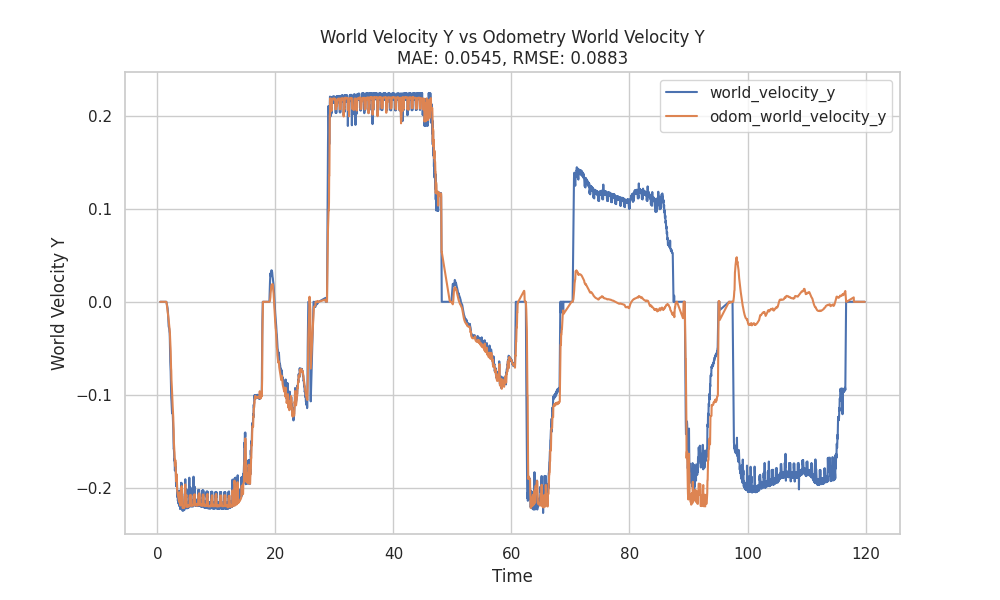 World Velocity Y vs Odometry World Velocity Y
MAE: 0.0545, RMSE: 0.0883
world_velocity_y
odom_world_velocity_y
World Velocity Y
0.2
0.1
0.0
−0.1
−0.2
0 20 40 60 80 100 120
Time